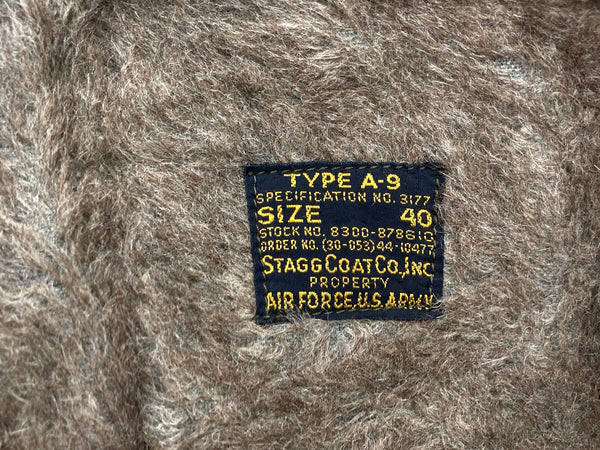 TYPE A-9
SPECIFICATION NO. 3177
SIZE 40
STOCK NO. 8300-878610
ORDER NO. (30-053)44-10477
STAGG COAT CO., INC
PROPERTY
AIR FORCE, U.S. ARMY